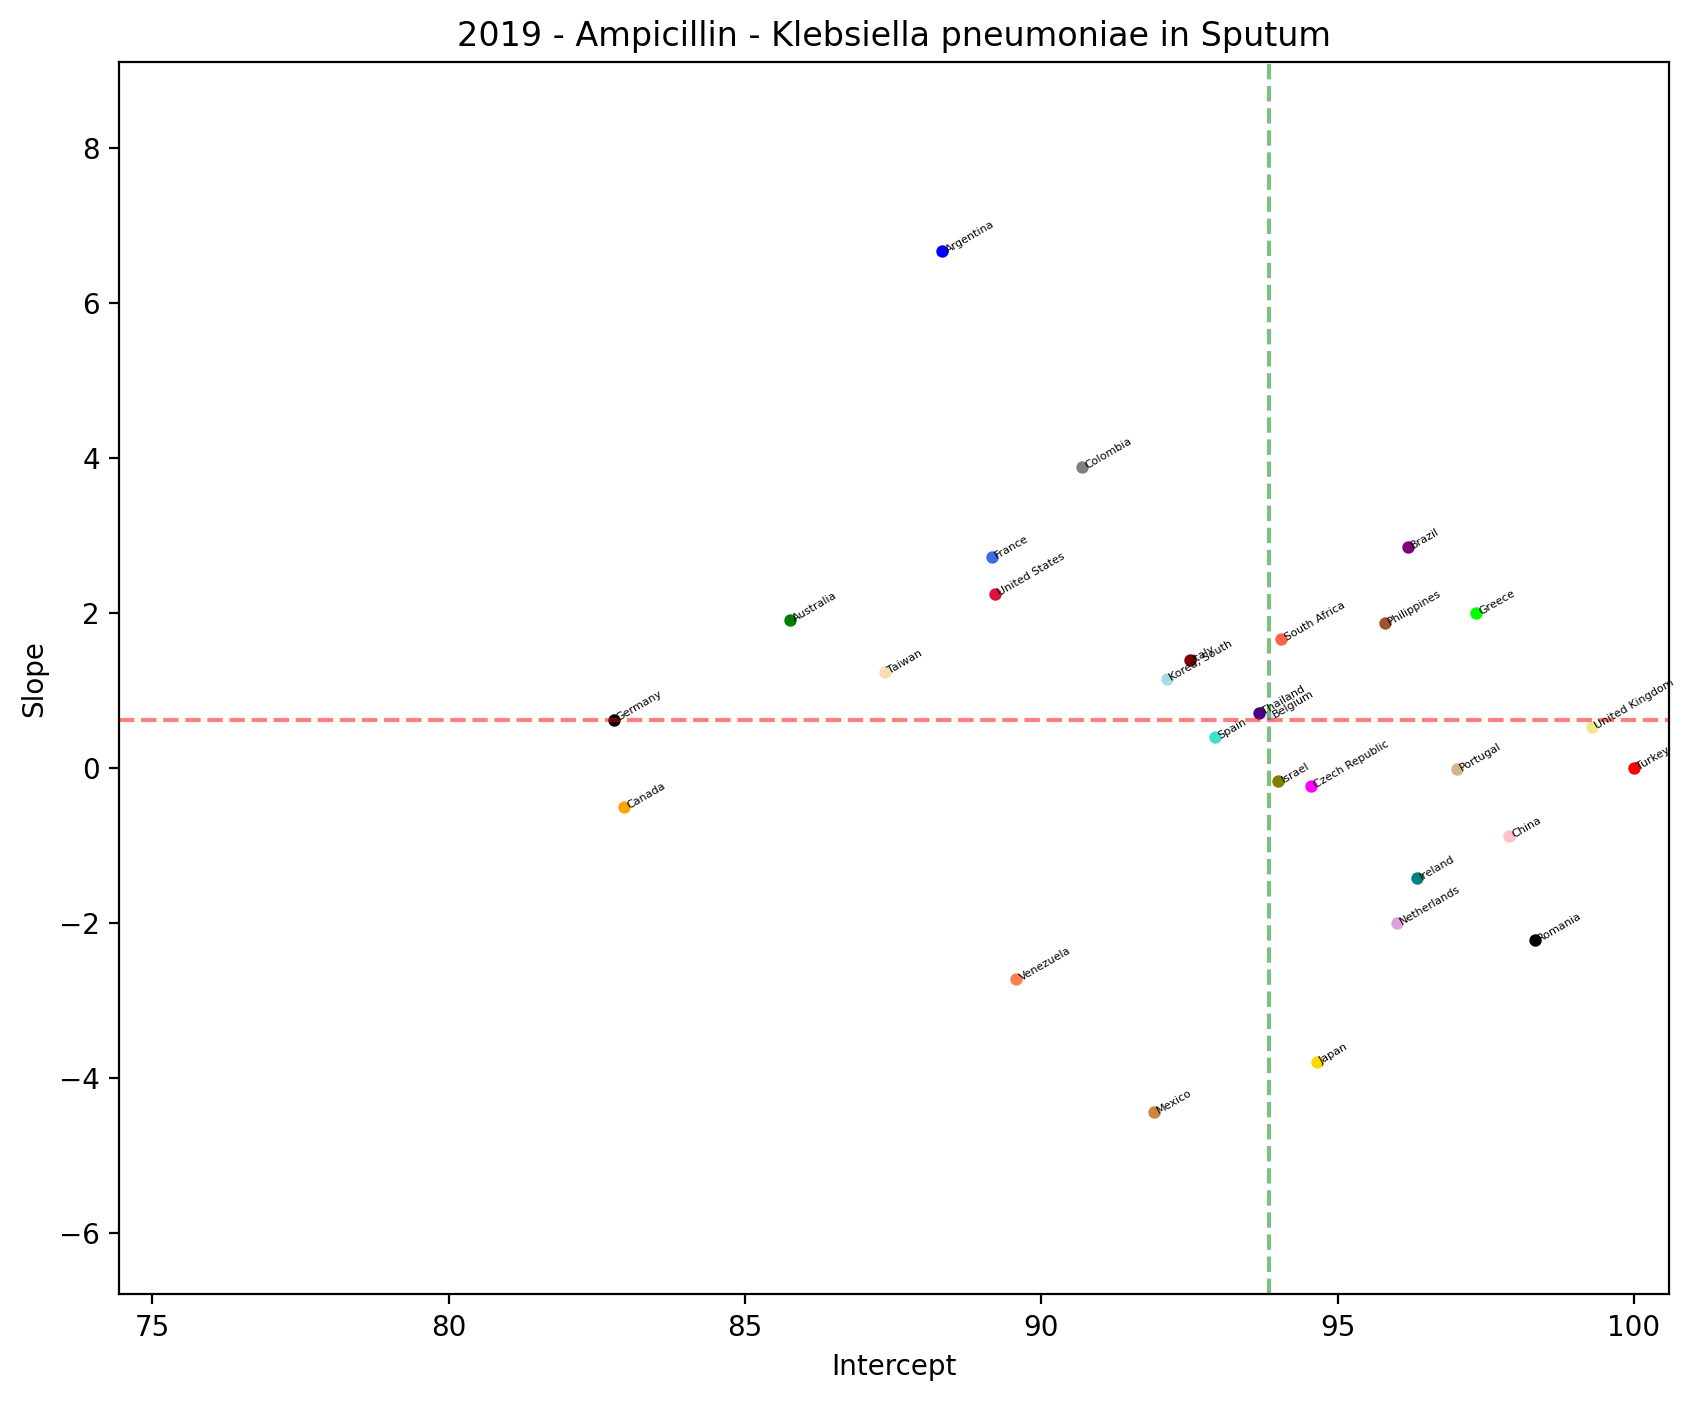 2019 - Ampicillin - Klebsiella pneumoniae in Sputum
8
Argentina
6
Colombia
4
France
Brazil
United States
Australia
Philippines
Greece
2
South Africa
Italy
Korea, South
Taiwan
Thailand
Belgium
Germany
United Kingdom
Spain
Slope
Israel
Czech Republic
Portugal
Turkey
0
Canada
China
Ireland
Netherlands
−2
Romania
Venezuela
Japan
−4
Mexico
−6
75 80 85 90 95 100
Intercept